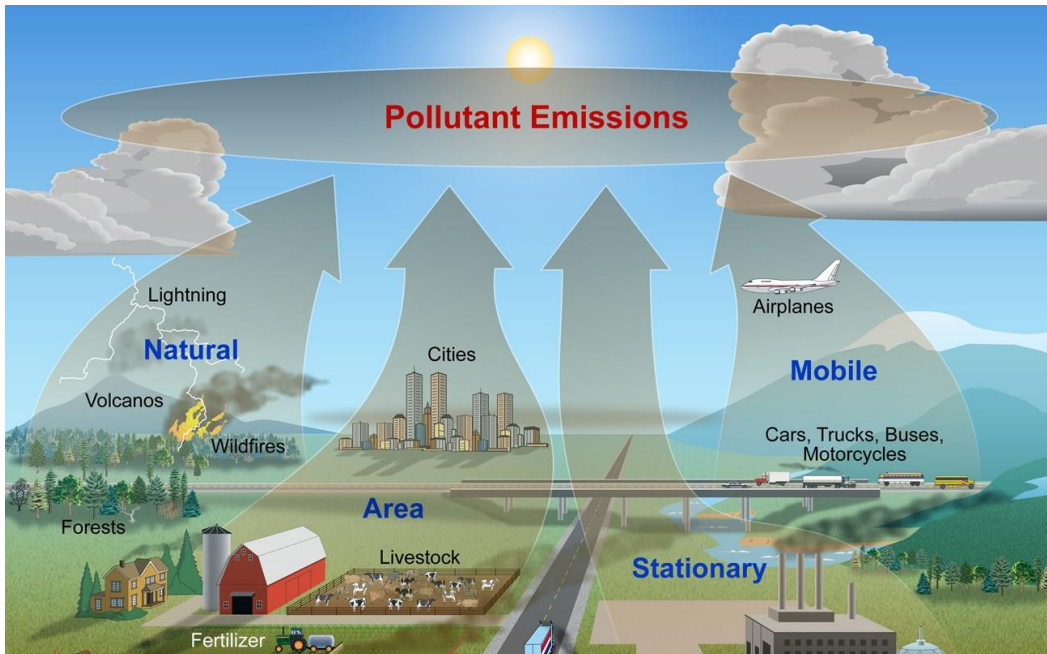 Pollutant Emissions
Lightning
Natural
Volcanos
Wildfires
Forests
Cities
Area
Livestock
Fertilizer
Airplanes
Mobile
Cars, Trucks, Buses,
Motorcycles
Stationary